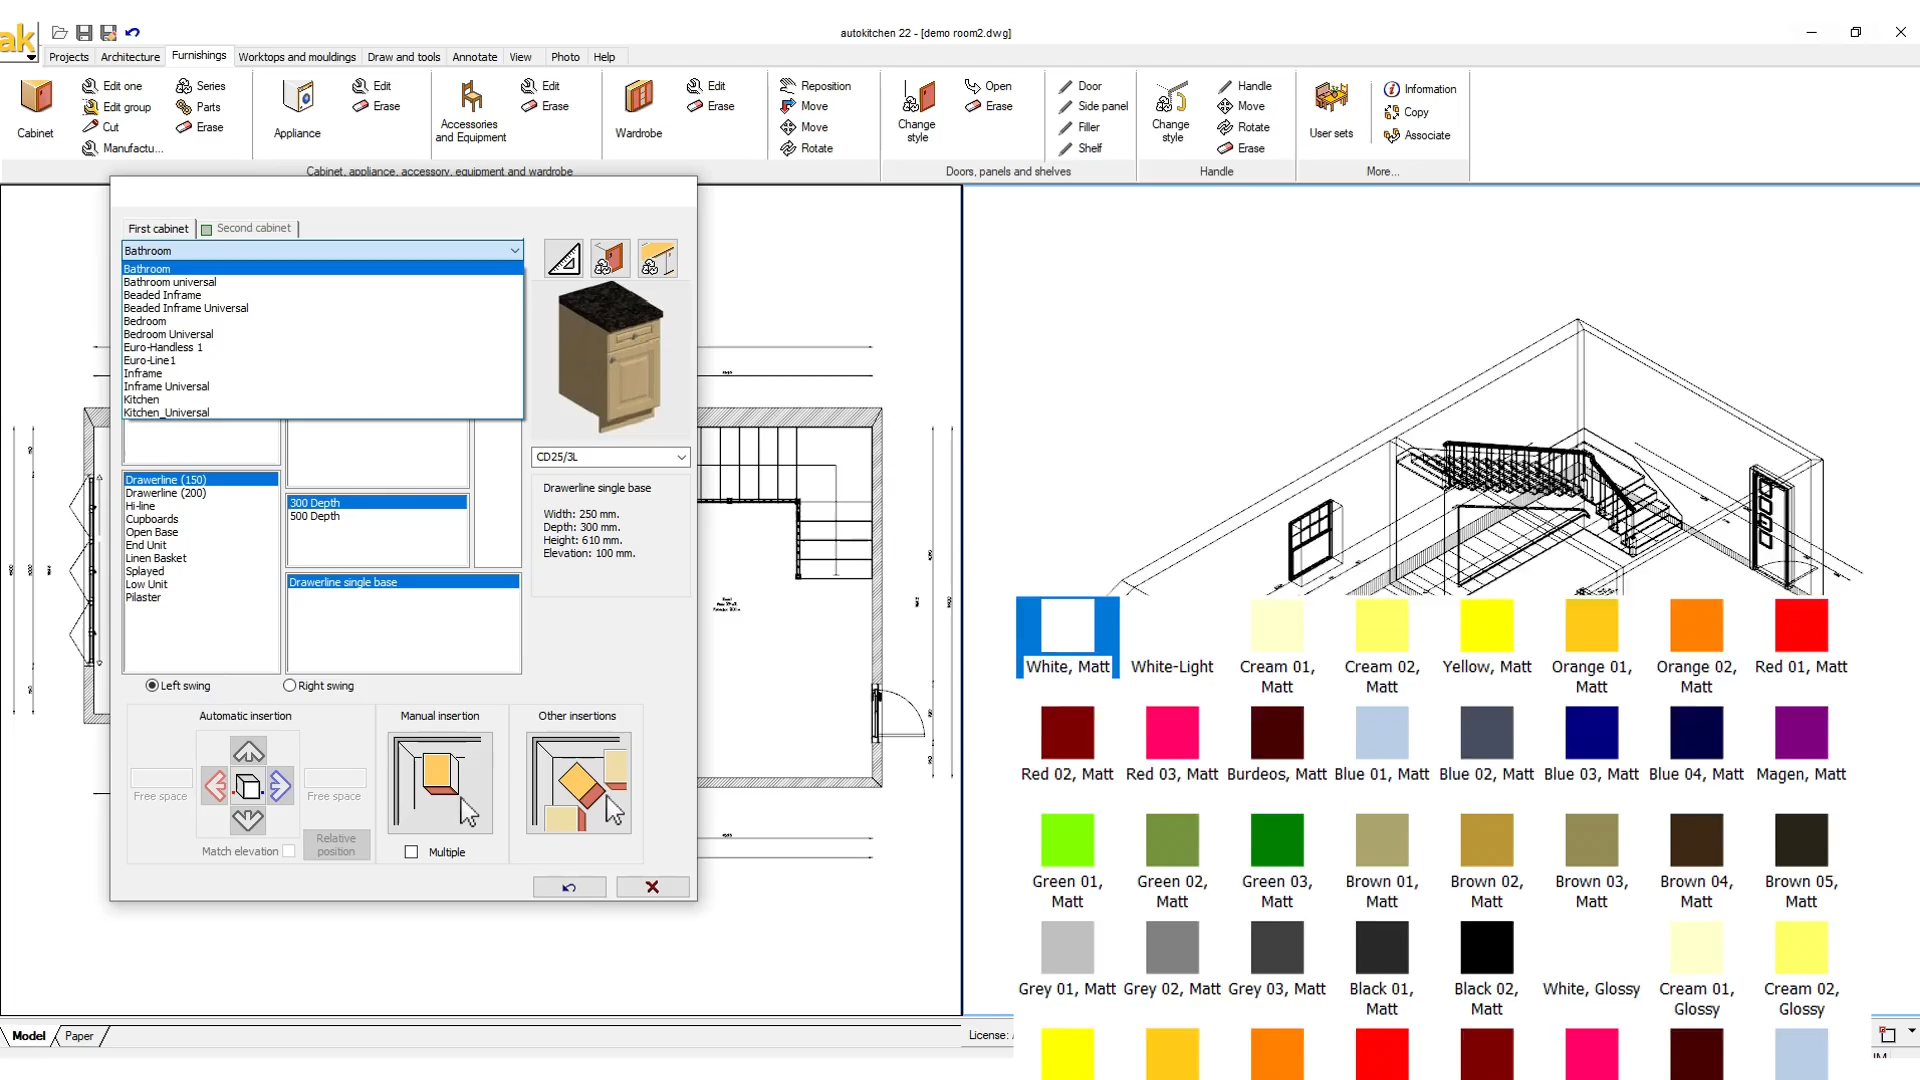 ak
autokitchen 22 - [demo room2.dwg]
Projects Architecture Furnishings Worktops and mouldings Draw and tools Annotate View Photo Help
Cabinet
Edit one
Edit group
Cut
Manufactu...
Series
Parts
Erase
Appliance
Edit
Erase
Accessories
and Equipment
Edit
Erase
Wardrobe
Edit
Erase
Reposition
Move
Move
Rotate
Cabinet, appliance, accessory, equipment and wardrobe
Change
style
Open
Erase
Door
Side panel
Filler
Shelf
Doors, panels and shelves
Change
style
Handle
Move
Rotate
Erase
Handle
User sets
Information
Copy
Associate
More...
First cabinet
Second cabinet
Bathroom
Bathroom
Bathroom universal
Beaded Inframe
Beaded Inframe Universal
Bedroom
Bedroom Universal
Euro-Handless 1
Euro-Line1
Inframe
Inframe Universal
Kitchen
Kitchen_Universal
Drawerline (150)
Drawerline (200)
Hi-line
Cupboards
Open Base
End Unit
Linen Basket
Splayed
Low Unit
Pilaster
300 Depth
500 Depth
Drawerline single base
CD25/3L
Drawerline single base
Width: 250 mm.
Depth: 300 mm.
Height: 610 mm.
Elevation: 100 mm.
Left swing
Right swing
Automatic insertion
Free space
Free space
Match elevation
Relative
position
Manual insertion
Multiple
Other insertions
White, Matt
White-Light
Cream 01,
Matt
Cream 02,
Matt
Yellow, Matt
Orange 01,
Matt
Orange 02,
Matt
Red 01, Matt
Red 02, Matt
Red 03, Matt
Burdeos, Matt
Blue 01, Matt
Blue 02, Matt
Blue 03, Matt
Blue 04, Matt
Magen, Matt
Green 01,
Matt
Green 02,
Matt
Green 03,
Matt
Brown 01,
Matt
Brown 02,
Matt
Brown 03,
Matt
Brown 04,
Matt
Brown 05,
Matt
Grey 01, Matt
Grey 02, Matt
Grey 03, Matt
Black 01,
Matt
Black 02,
Matt
White, Glossy
Cream 01,
Glossy
Cream 02,
Glossy
Model
Paper
License: